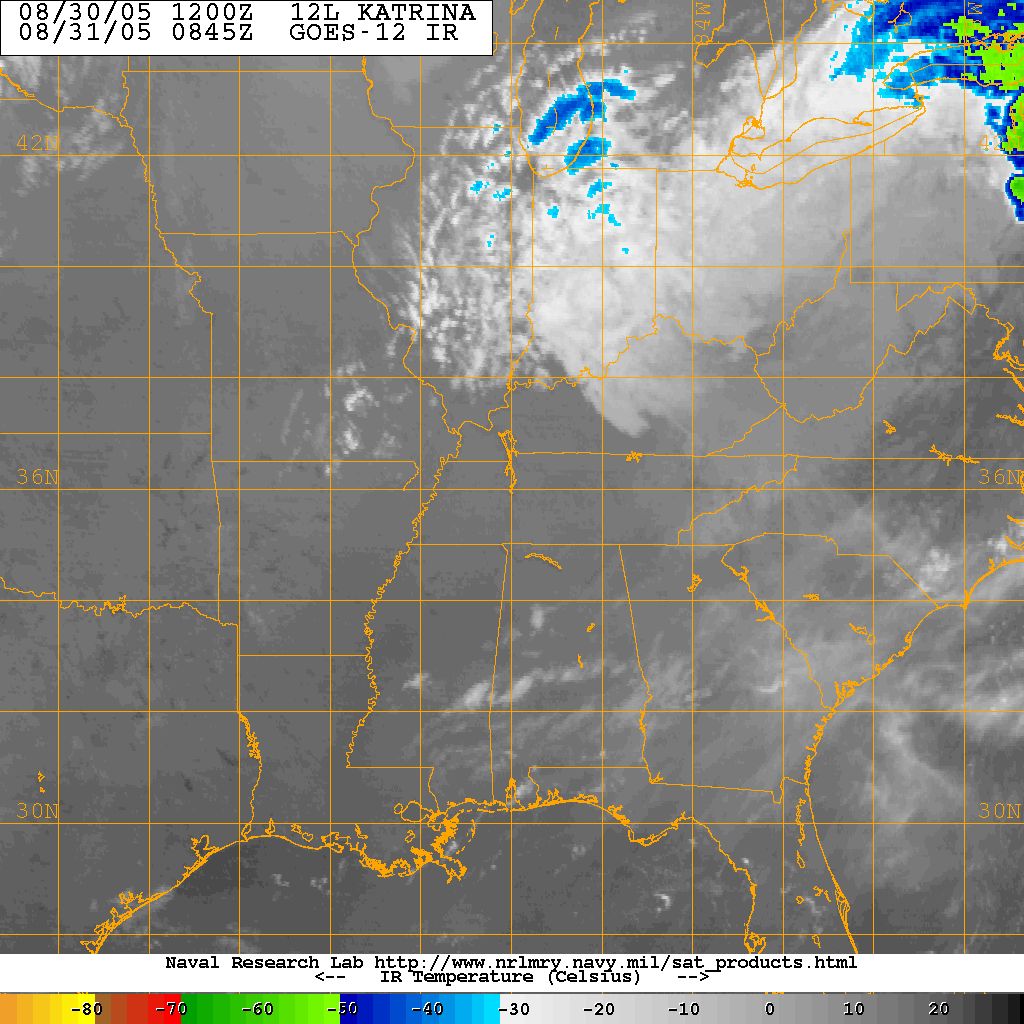 08/30/05 1200Z 12L KATRINA
08/31/05 0845Z GOES-12 IR
84W
W
42N
42
36N
36N
30N
30N
Naval Research Lab http://www.nrlmry.navy.mil/sat_products.html
<-- IR Temperature (Celsius) -->
-80 -70 -60 -50 -40 -30 -20 -10 0 10 20